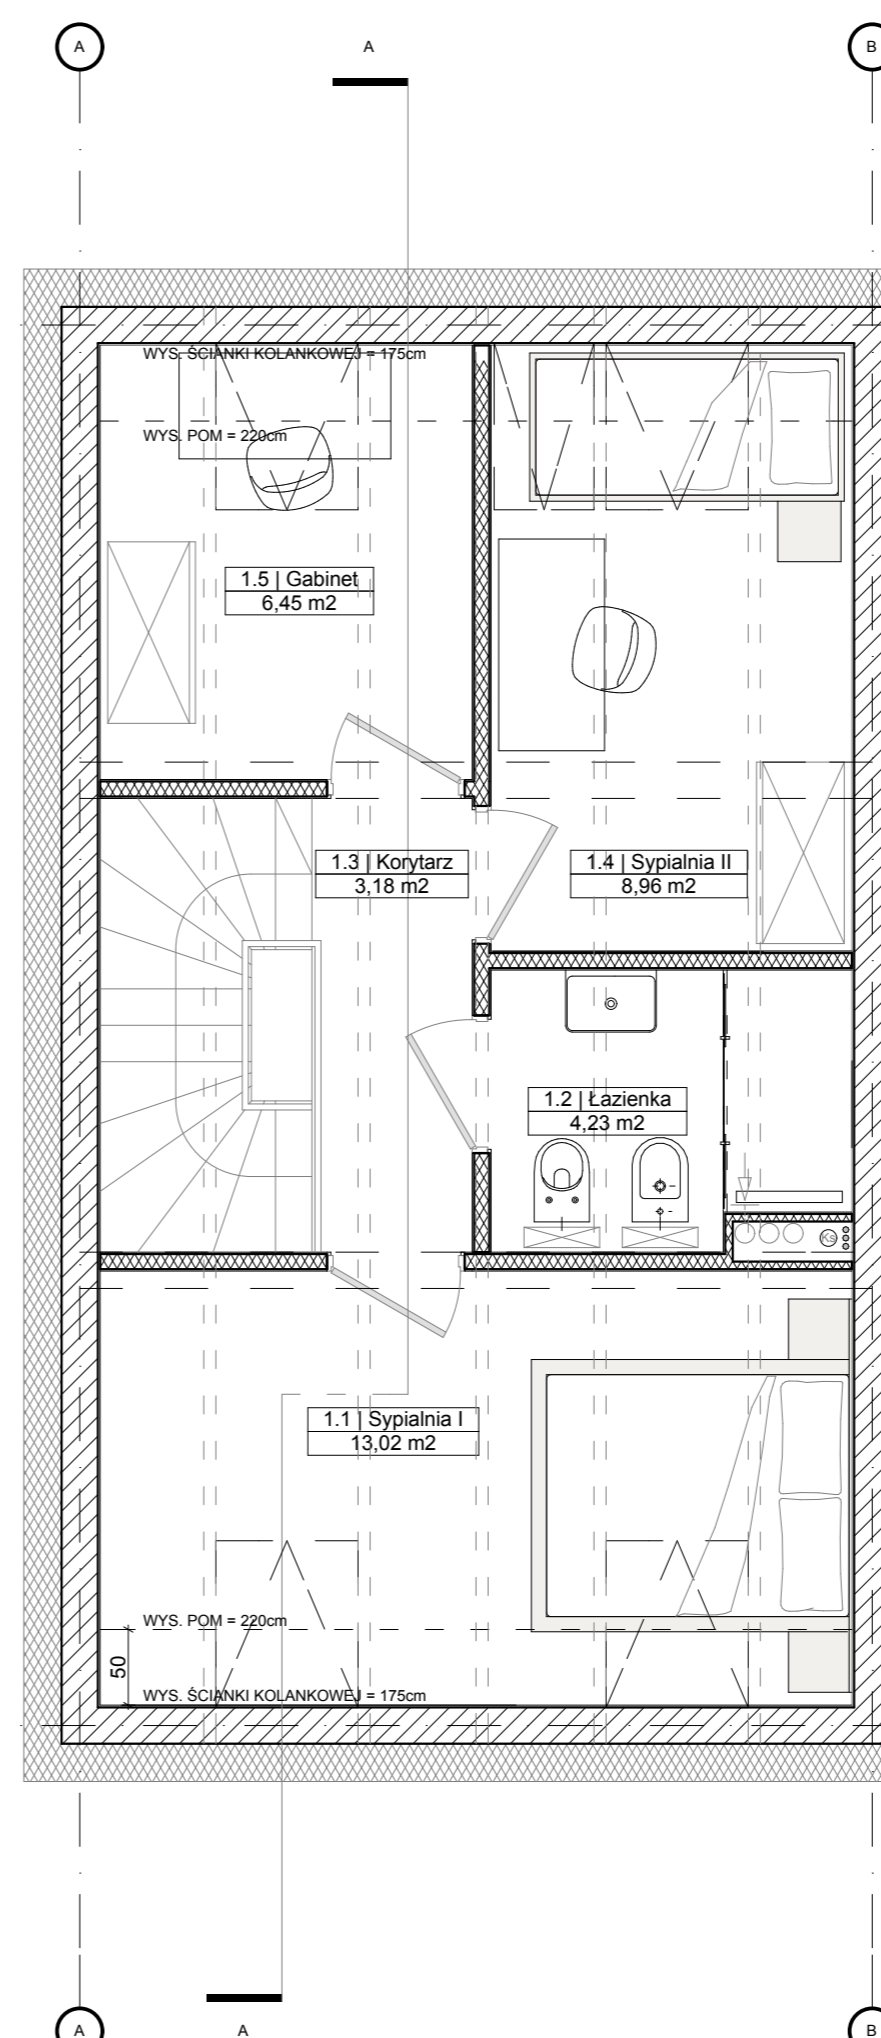 A
A
B
WYS. ŚCIANKI KOLANKOWEJ = 175cm
WYS. POM = 220cm
1.5 | Gabinet
6,45 m2
1.3 | Korytarz
3,18 m2
1.4 | Sypialnia II
8,96 m2
1.2 | Łazienka
4,23 m2
Ks
1.1 | Sypialnia I
13,02 m2
WYS. POM = 220cm
50
WYS. ŚCIANKI KOLANKOWEJ = 175cm
A
A
B